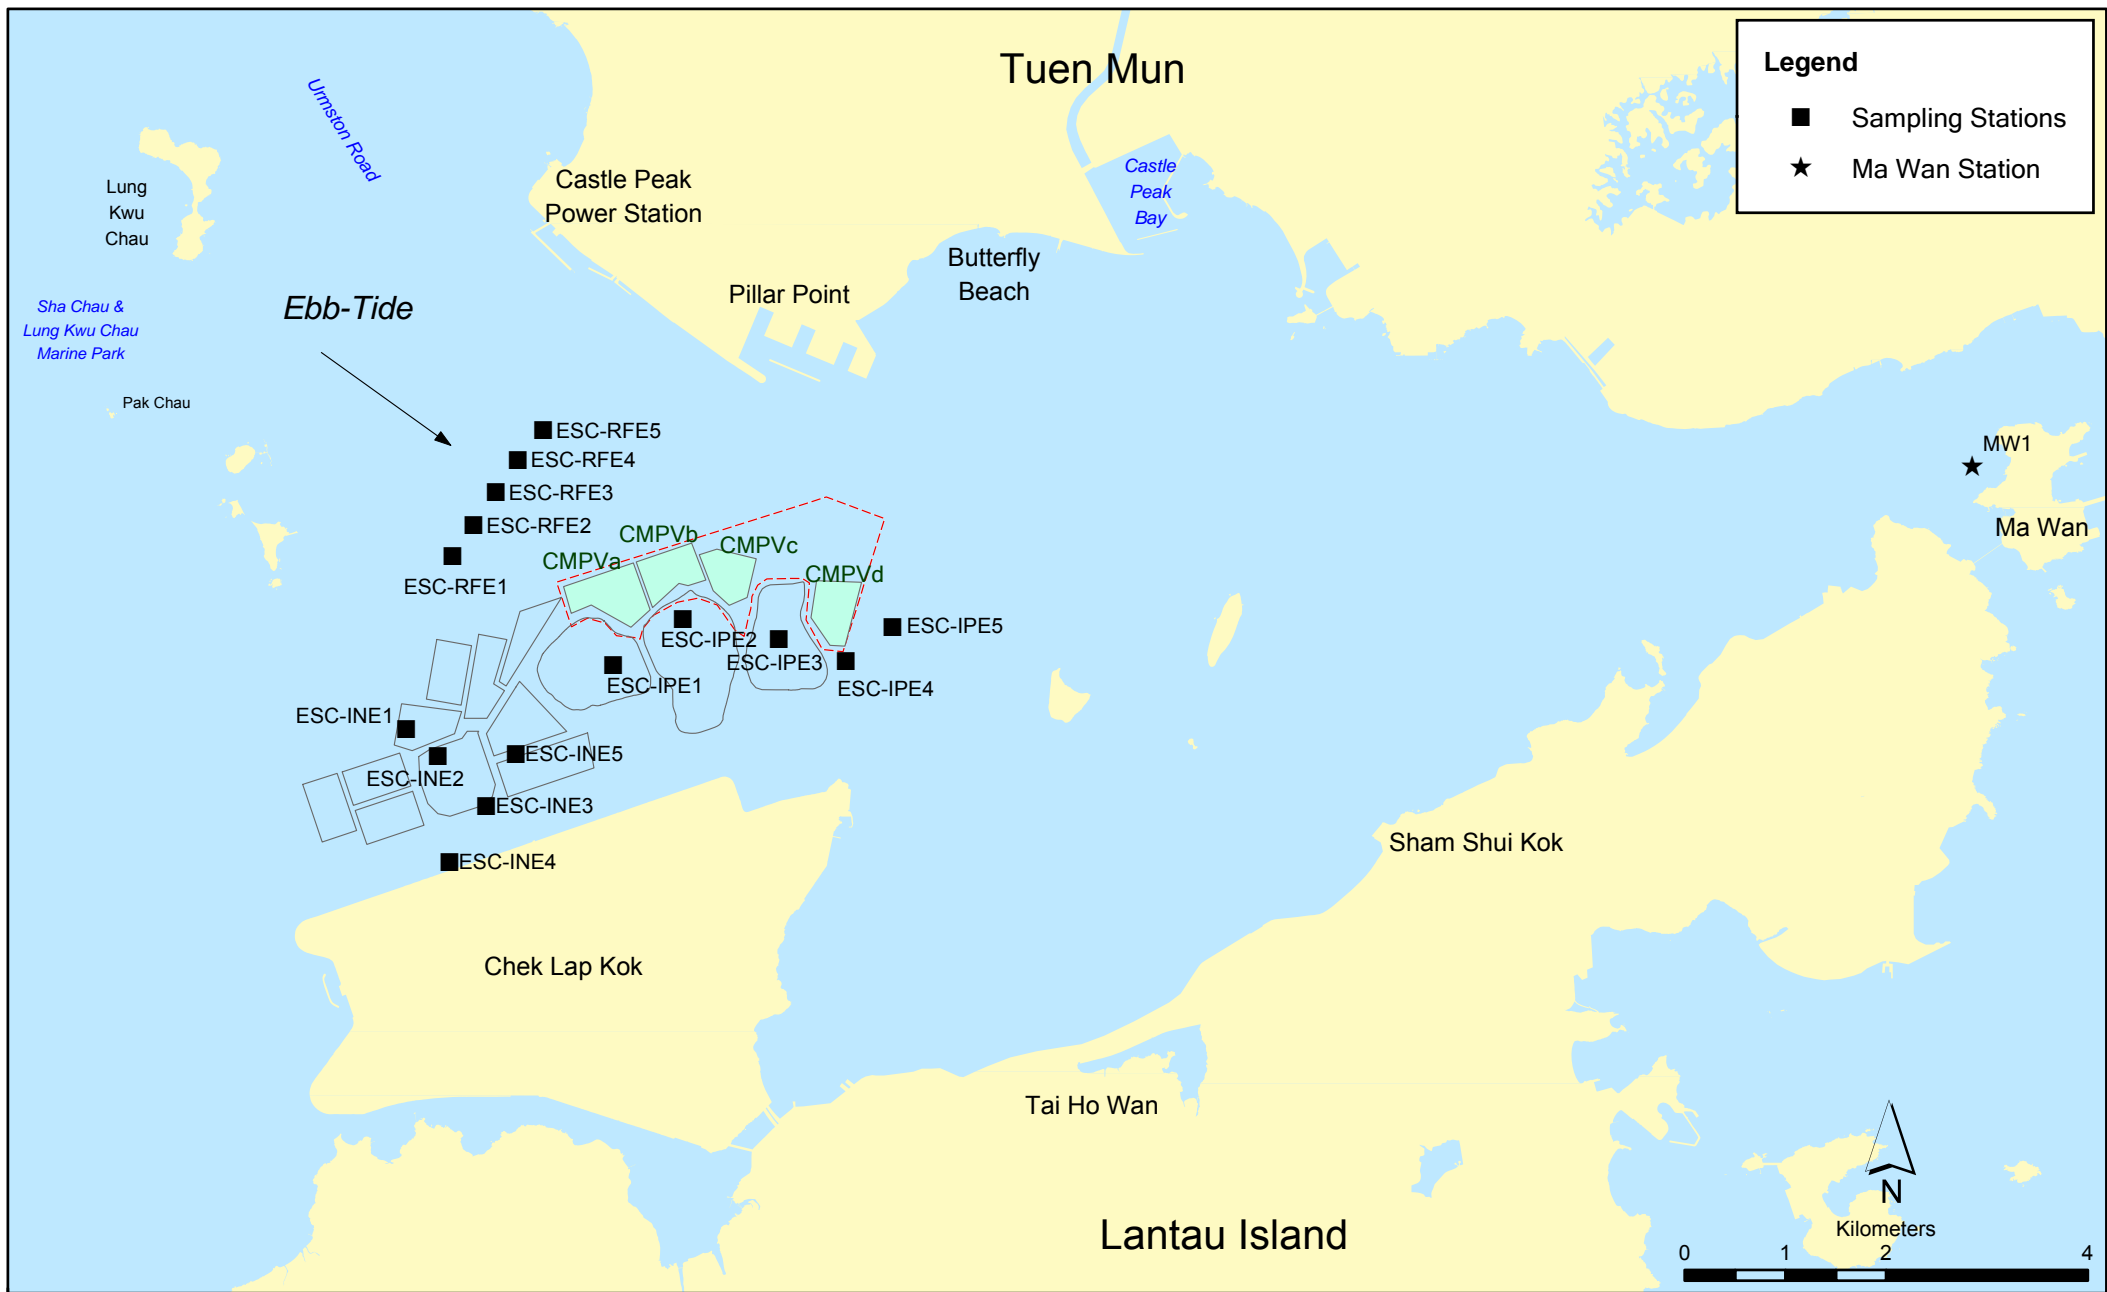 Tuen Mun
Legend
Sampling Stations
Ma Wan Station
Urmston Road
Castle
Peak
Bay
Castle Peak
Power Station
Lung
Kwu
Chau
Butterfly
Beach
Pillar Point
Sha Chau &
Lung Kwu Chau
Marine Park
Ebb-Tide
Pak Chau
ESC-RFE5
ESC-RFE4
ESC-RFE3
ESC-RFE2
ESC-RFE1
MW1
Ma Wan
CMPVa
CMPVb
CMPVc
CMPVd
ESC-IPE5
ESC-IPE2
ESC-IPE3
ESC-IPE1
ESC-IPE4
ESC-INE1
ESC-INE5
ESC-INE2
ESC-INE3
ESC-INE4
Sham Shui Kok
Chek Lap Kok
Tai Ho Wan
Lantau Island
N
Kilometers
0 1 2 4